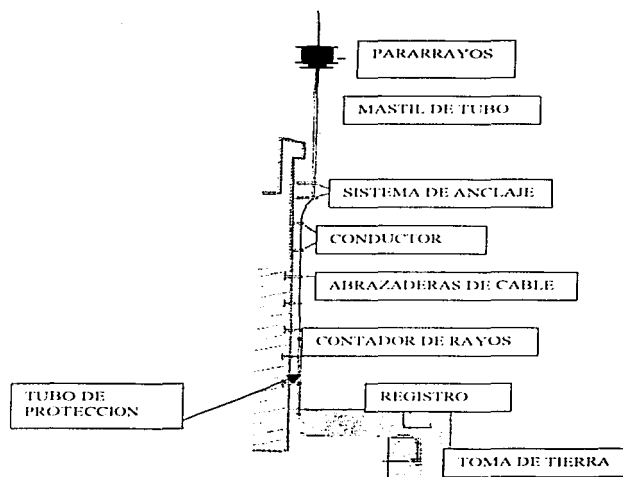 PARARRAYOS
MASTIL DE TUBO
SISTEMA DE ANCLAJE
CONDUCTOR
ABRAZADERAS DE CABLE
CONTADOR DE RAYOS
TUBO DE
PROTECCION
REGISTRO
TOMA DE TIERRA